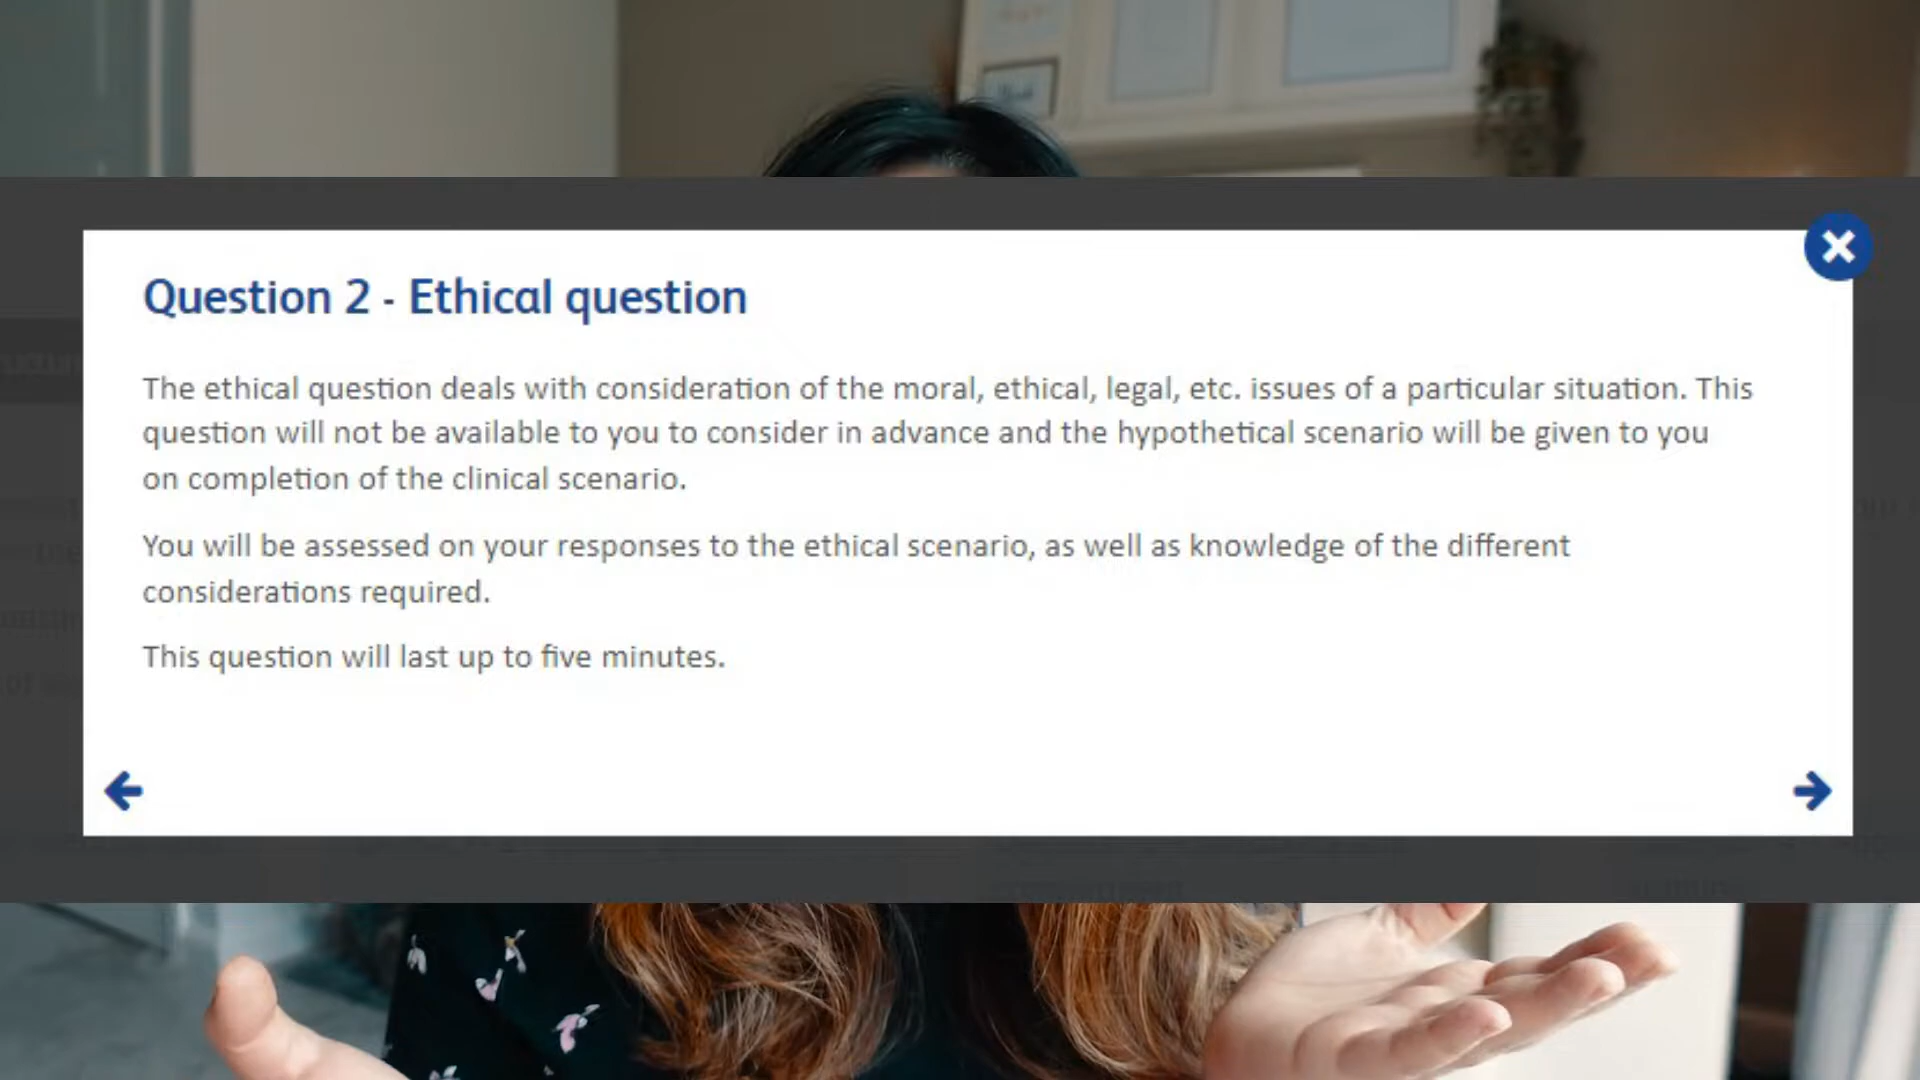 Question 2 - Ethical question
The ethical question deals with consideration of the moral, ethical, legal, etc. issues of a particular situation. This
question will not be available to you to consider in advance and the hypothetical scenario will be given to you
on completion of the clinical scenario.
You will be assessed on your responses to the ethical scenario, as well as knowledge of the different
considerations required.
This question will last up to five minutes.